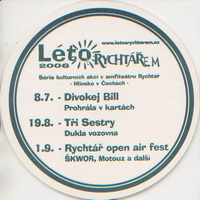 www.letosrychtarem.cz
Léto s RYCHTÁŘEM
2006
Série kulturních akcí v amfiteátru Rychtář
- Hlinsko v Čechách -
8.7. - Divokej Bill
Prohrála v kartách
19.8. - Tři Sestry
Dukla vozovna
1.9. - Rychtář open air fest
ŠKWOR, Motouz a další